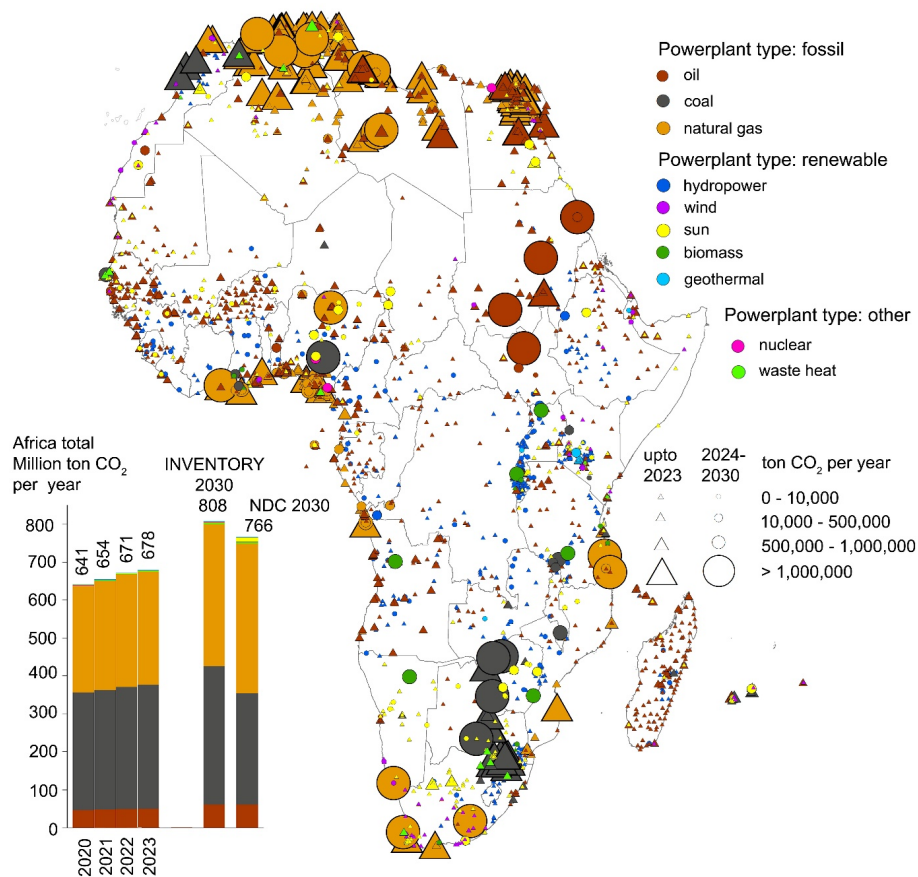 Powerplant type: fossil
oil
coal
natural gas
Powerplant type: renewable
hydropower
wind
sun
biomass
geothermal
Powerplant type: other
nuclear
waste heat
upto 2024-
2023 2030 ton CO₂ per year
0 - 10,000
10,000 - 500,000
500,000 - 1,000,000
> 1,000,000
Africa total
Million ton CO₂
per year
INVENTORY
2030
808
NDC 2030
766
641
654
671
678
800
700
600
500
400
300
200
100
0
2020
2021
2022
2023